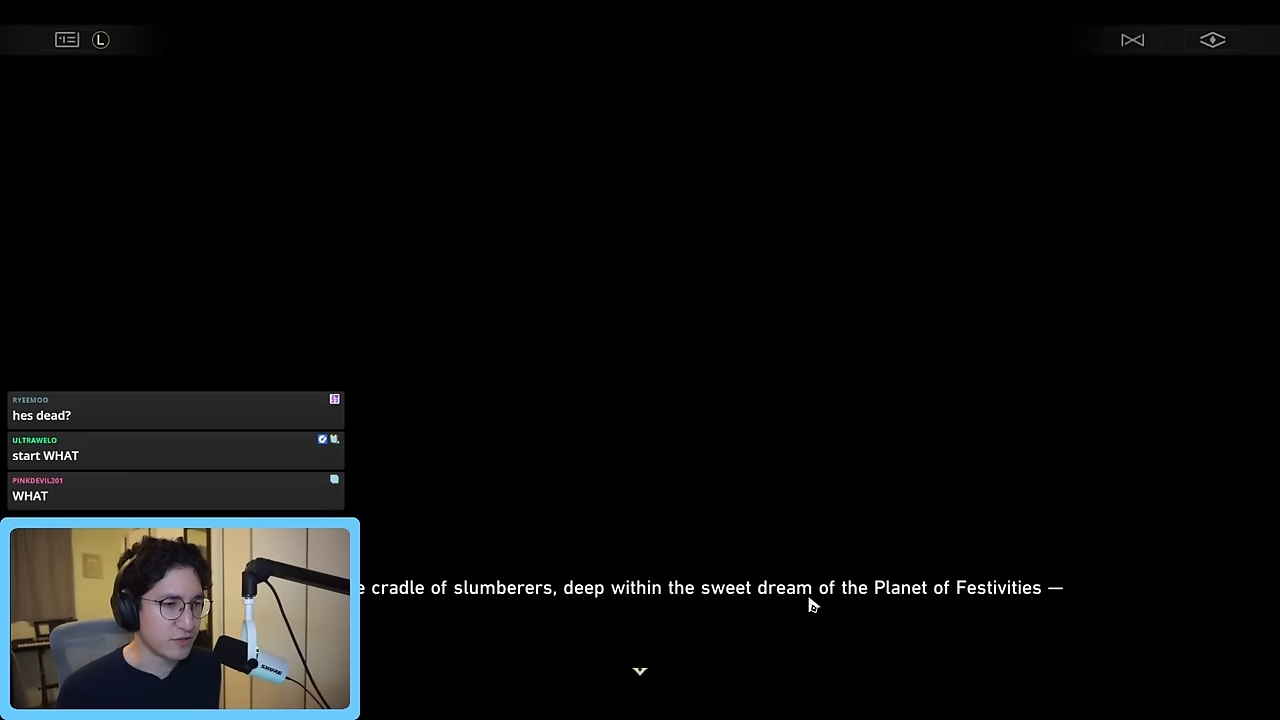 L
RYEEMOO
hes dead?
ULTRAWELO
start WHAT
PINKDEVIL201
WHAT
cradle of slumberers, deep within the sweet dream of the Planet of Festivities —
SHURE